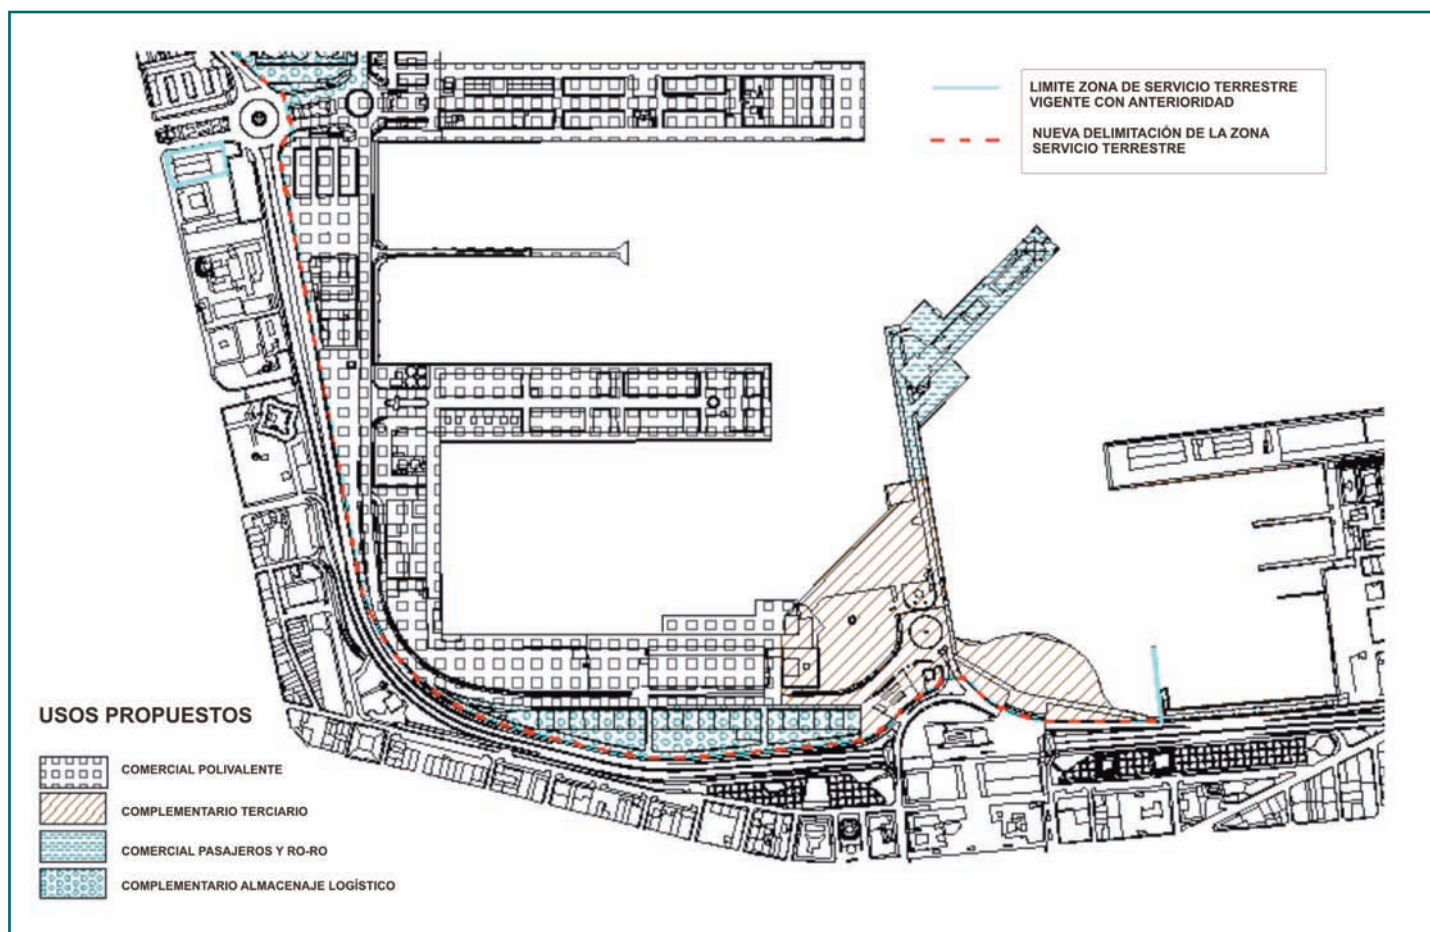 LIMITE ZONA DE SERVICIO TERRESTRE
VIGENTE CON ANTERIORIDAD
NUEVA DELIMITACIÓN DE LA ZONA
SERVICIO TERRESTRE
USOS PROPUESTOS
COMERCIAL POLIVALENTE
COMPLEMENTARIO TERCIARIO
COMERCIAL PASAJEROS Y RO-RO
COMPLEMENTARIO ALMACENAJE LOGÍSTICO